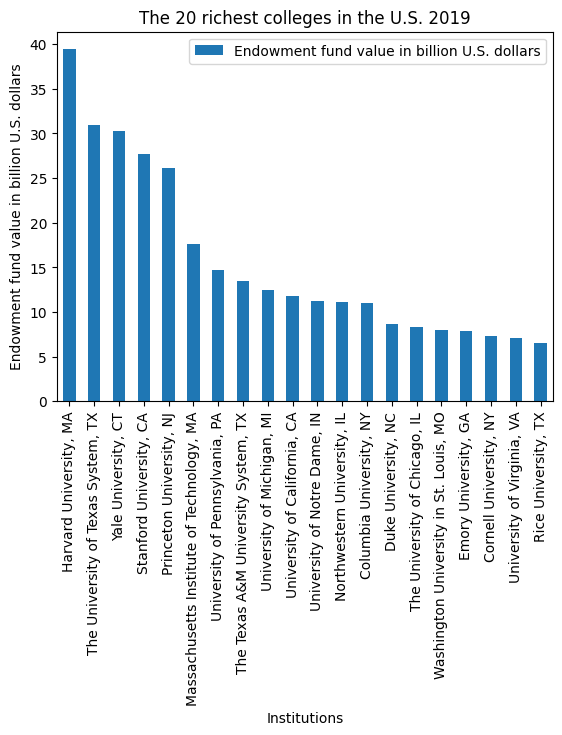 The 20 richest colleges in the U.S. 2019
Endowment fund value in billion U.S. dollars
Endowment fund value in billion U.S. dollars
40
35
30
25
20
15
10
5
0
Harvard University, MA
The University of Texas System, TX
Yale University, CT
Stanford University, CA
Princeton University, NJ
Massachusetts Institute of Technology, MA
University of Pennsylvania, PA
The Texas A&M University System, TX
University of Michigan, MI
University of California, CA
University of Notre Dame, IN
Northwestern University, IL
Columbia University, NY
Duke University, NC
The University of Chicago, IL
Washington University in St. Louis, MO
Emory University, GA
Cornell University, NY
University of Virginia, VA
Rice University, TX
Institutions